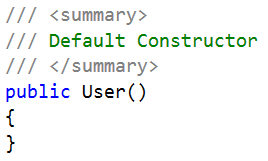 /// <summary>
/// Default Constructor
/// </summary>
public User()
{
}